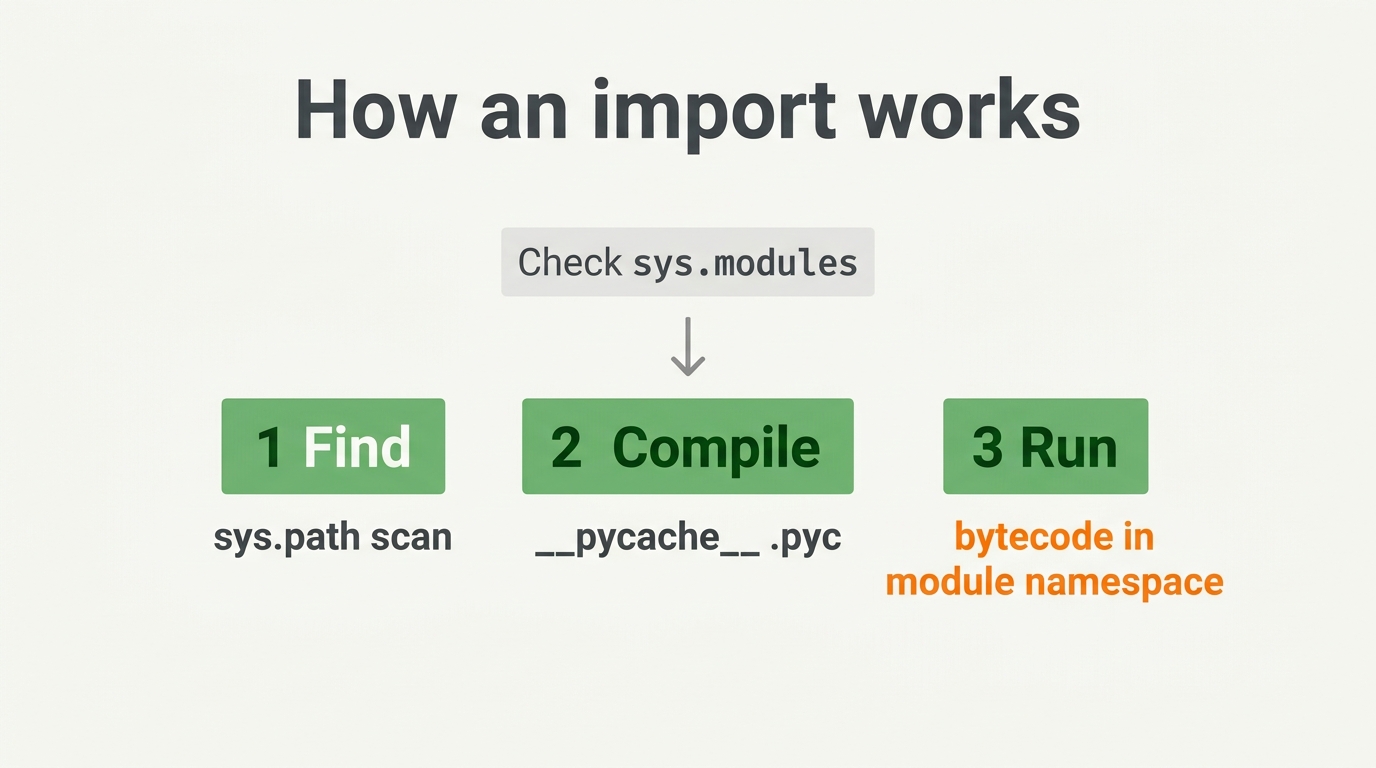 How an import works
Check sys.modules
1 Find
2 Compile
3 Run
sys.path scan
__pycache__ .pyc
bytecode in
module namespace